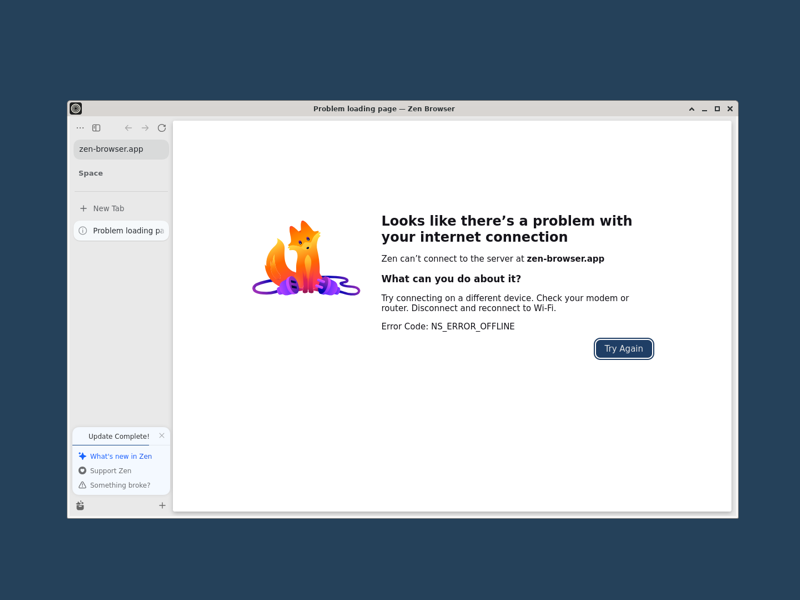 Problem loading page — Zen Browser
zen-browser.app
Space
New Tab
Problem loading pa
Looks like there’s a problem with
your internet connection
Zen can’t connect to the server at zen-browser.app
What can you do about it?
Try connecting on a different device. Check your modem or
router. Disconnect and reconnect to Wi-Fi.
Error Code: NS_ERROR_OFFLINE
Try Again
Update Complete!
What's new in Zen
Support Zen
Something broke?